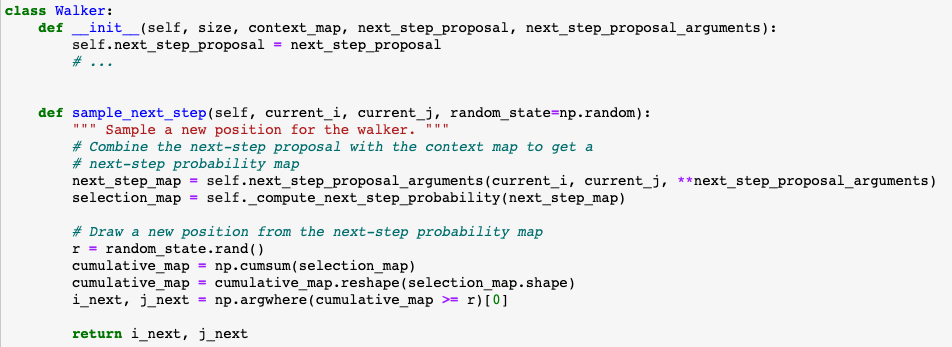 class Walker:
    def __init__(self, size, context_map, next_step_proposal, next_step_proposal_arguments):
        self.next_step_proposal = next_step_proposal
        # ...
    def sample_next_step(self, current_i, current_j, random_state=np.random):
        """ Sample a new position for the walker. """
        # Combine the next-step proposal with the context map to get a
        # next-step probability map
        next_step_map = self.next_step_proposal_arguments(current_i, current_j, **next_step_proposal_arguments)
        selection_map = self._compute_next_step_probability(next_step_map)
        # Draw a new position from the next-step probability map
        r = random_state.rand()
        cumulative_map = np.cumsum(selection_map)
        cumulative_map = cumulative_map.reshape(selection_map.shape)
        i_next, j_next = np.argwhere(cumulative_map >= r)[0]
        return i_next, j_next